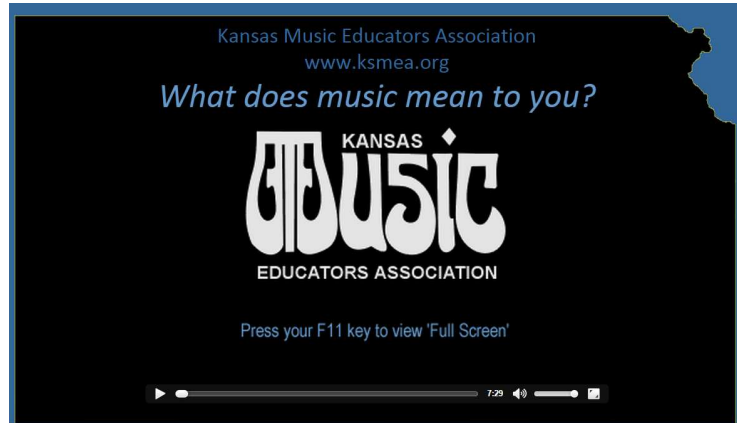 Kansas Music Educators Association
www.ksmea.org
What does music mean to you?
KANSAS
music
EDUCATORS ASSOCIATION
Press your F11 key to view 'Full Screen'
7:29